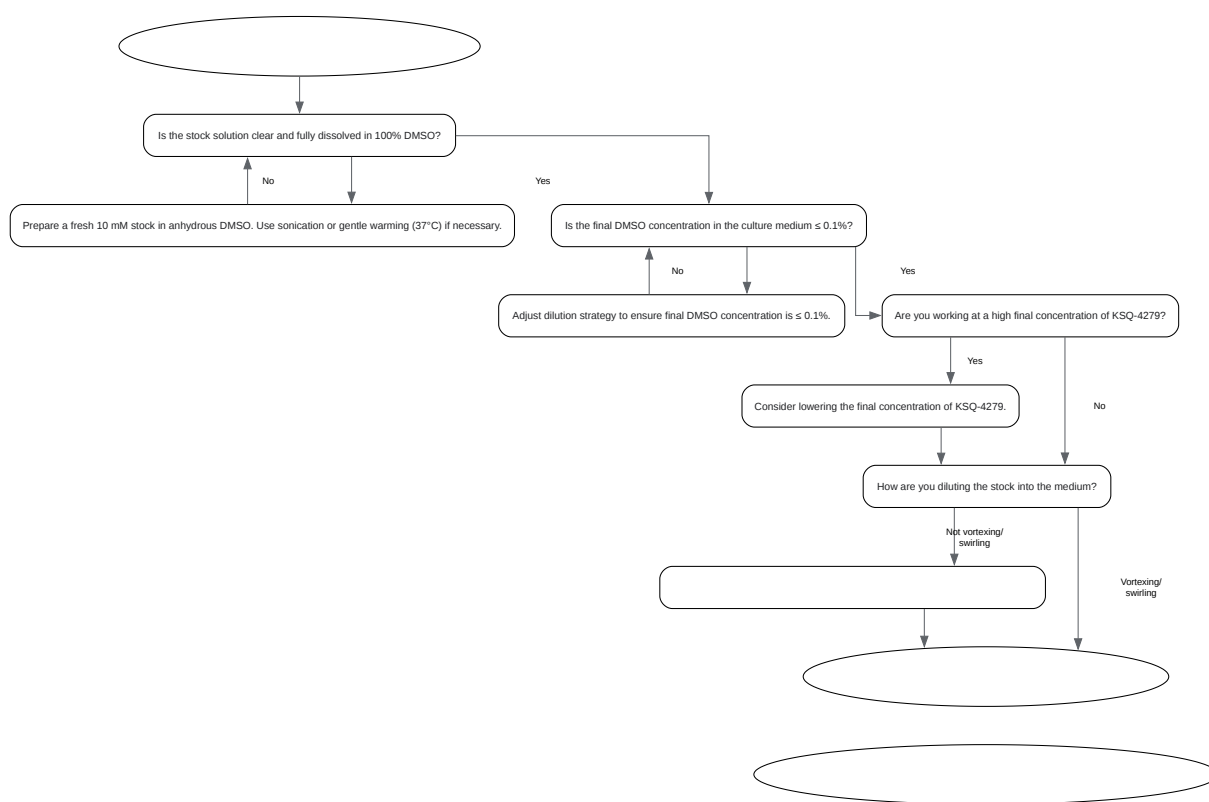 Is the stock solution clear and fully dissolved in 100% DMSO?
No
Yes
Prepare a fresh 10 mM stock in anhydrous DMSO. Use sonication or gentle warming (37°C) if necessary.
Is the final DMSO concentration in the culture medium ≤ 0.1%?
No
Yes
Adjust dilution strategy to ensure final DMSO concentration is ≤ 0.1%.
Are you working at a high final concentration of KSQ-4279?
Yes
Consider lowering the final concentration of KSQ-4279.
No
How are you diluting the stock into the medium?
Not vortexing/
swirling
Vortexing/
swirling